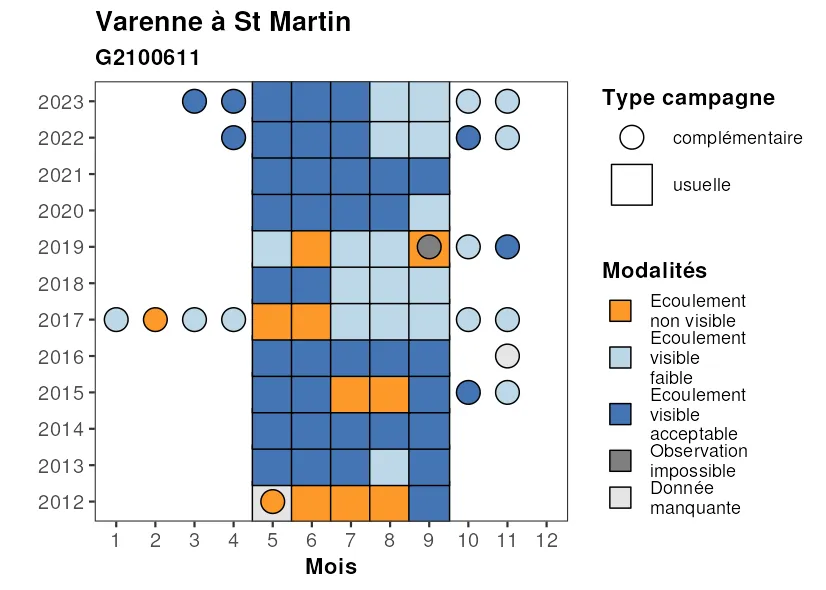 Varenne à St Martin
G2100611
2023
2022
2021
2020
2019
2018
2017
2016
2015
2014
2013
2012
1 2 3 4 5 6 7 8 9 10 11 12
Mois
Type campagne
complémentaire
usuelle
Modalités
Ecoulement
non visible
Ecoulement
visible
faible
Ecoulement
visible
acceptable
Observation
impossible
Donnée
manquante